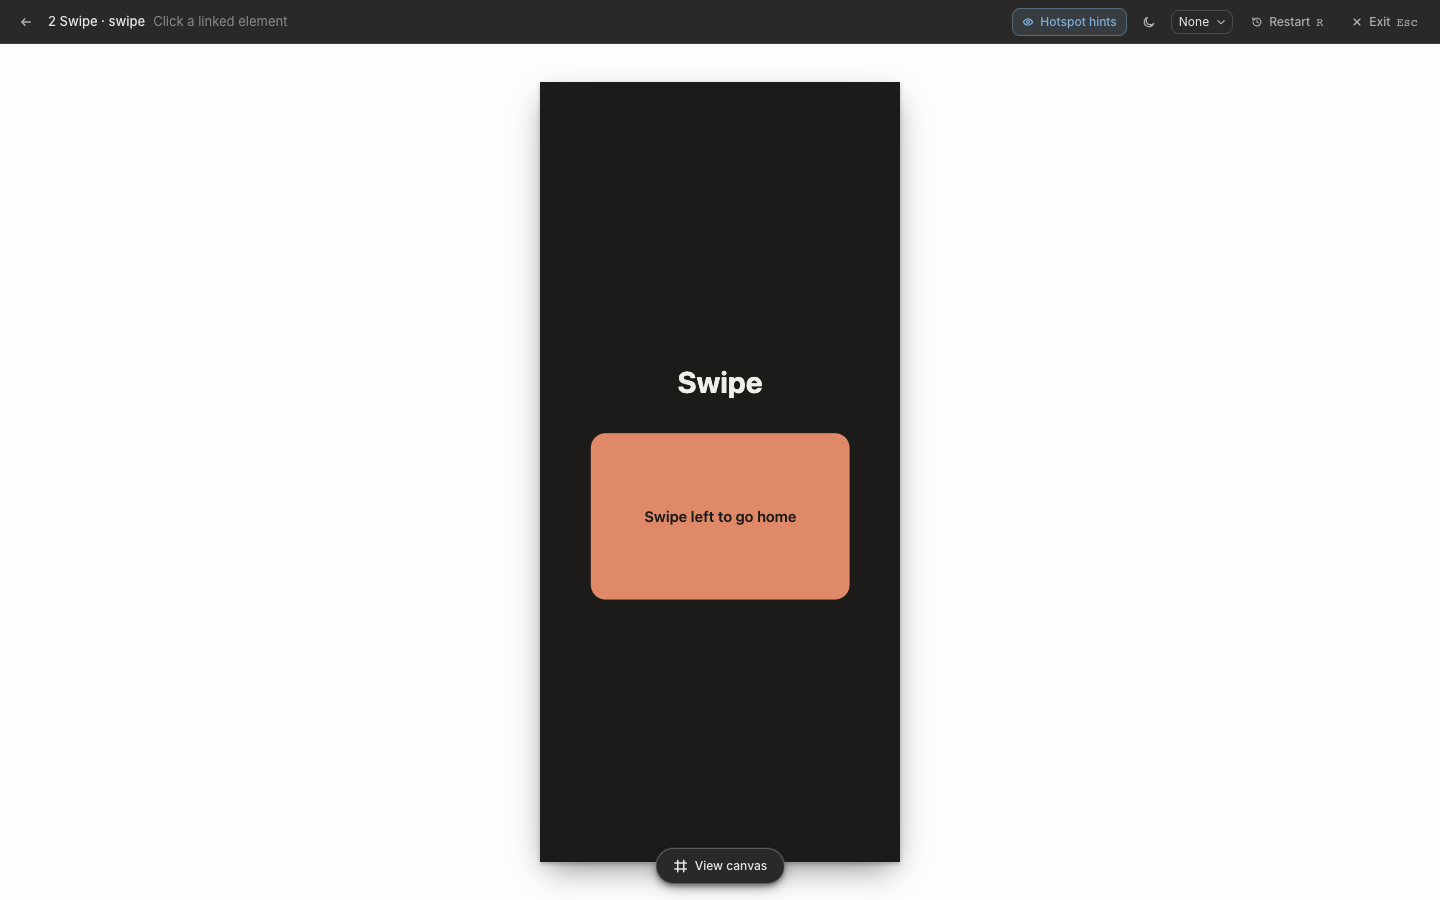 2 Swipe · swipe Click a linked element
Hotspot hints
None
Restart R
Exit Esc
Swipe
Swipe left to go home
View canvas